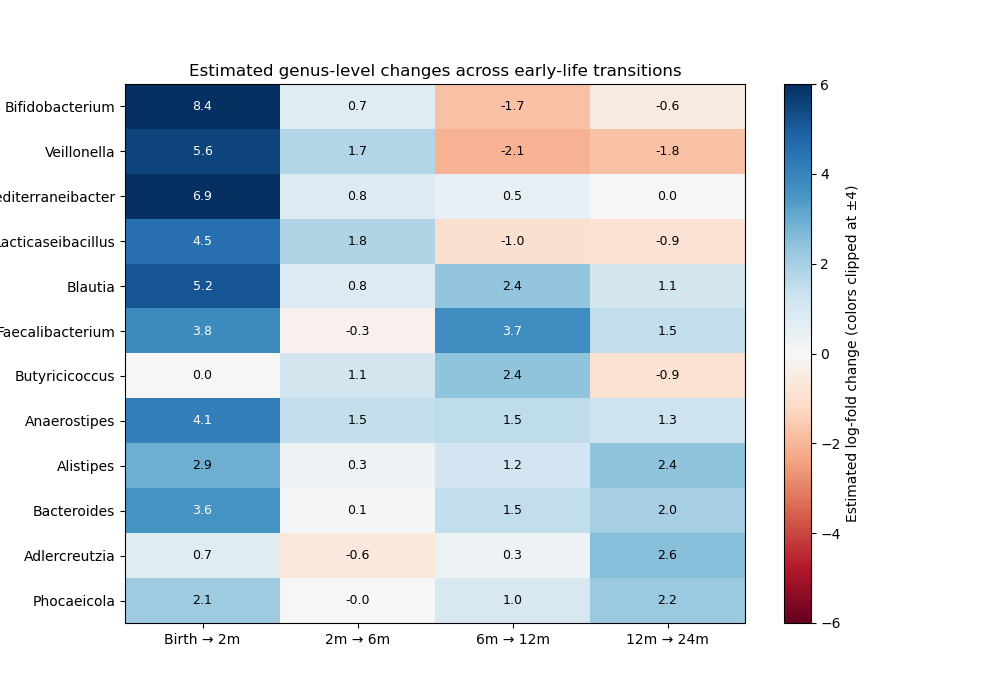 Estimated genus-level changes across early-life transitions
Bifidobacterium 8.4 0.7 -1.7 -0.6
Veillonella 5.6 1.7 -2.1 -1.8
editerraneibacter 6.9 0.8 0.5 0.0
acticaseibacillus 4.5 1.8 -1.0 -0.9
Blautia 5.2 0.8 2.4 1.1
Faecalibacterium 3.8 -0.3 3.7 1.5
Butyricicoccus 0.0 1.1 2.4 -0.9
Anaerostipes 4.1 1.5 1.5 1.3
Alistipes 2.9 0.3 1.2 2.4
Bacteroides 3.6 0.1 1.5 2.0
Adlercreutzia 0.7 -0.6 0.3 2.6
Phocaeicola 2.1 -0.0 1.0 2.2
Birth → 2m 2m → 6m 6m → 12m 12m → 24m
6
4
2
0
−2
−4
−6
Estimated log-fold change (colors clipped at ±4)